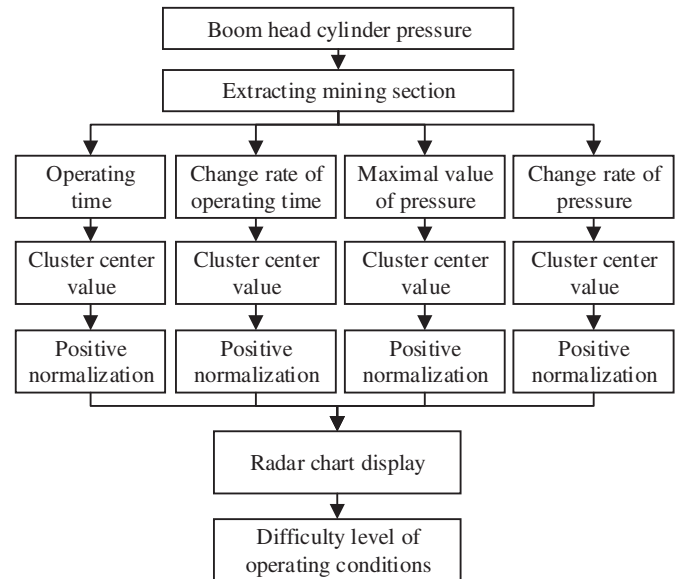 Boom head cylinder pressure
Extracting mining section
Operating
time
Change rate of
operating time
Maximal value
of pressure
Change rate of
pressure
Cluster center
value
Cluster center
value
Cluster center
value
Cluster center
value
Positive
normalization
Positive
normalization
Positive
normalization
Positive
normalization
Radar chart display
Difficulty level of
operating conditions